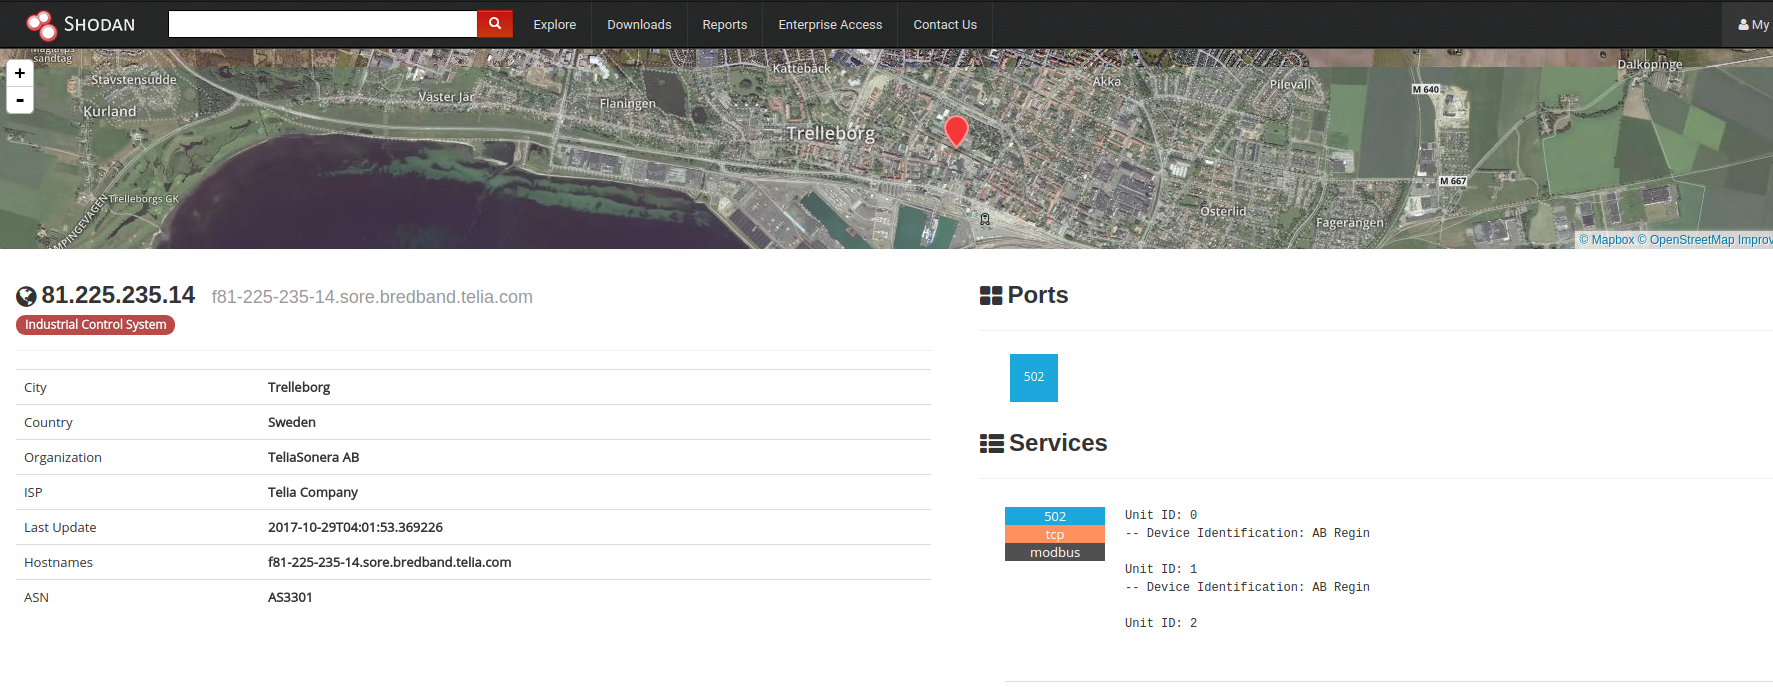 SHODAN
Explore
Downloads
Reports
Enterprise Access
Contact Us
My
sandtag
Stavstensudde
Kurland
Väster Jär
Flaningen
Kattebäck
Trelleborg
Akka
Pilevall
M 640
Dalköpinge
M 667
Trelleborgs GK
Österlid
Fagerängen
+
-
© Mapbox © OpenStreetMap Improv
81.225.235.14 f81-225-235-14.sore.bredband.telia.com
Industrial Control System
City Trelleborg
Country Sweden
Organization TeliaSonera AB
ISP Telia Company
Last Update 2017-10-29T04:01:53.369226
Hostnames f81-225-235-14.sore.bredband.telia.com
ASN AS3301
Ports
502
Services
502
tcp
modbus
Unit ID: 0
-- Device Identification: AB Regin
Unit ID: 1
-- Device Identification: AB Regin
Unit ID: 2